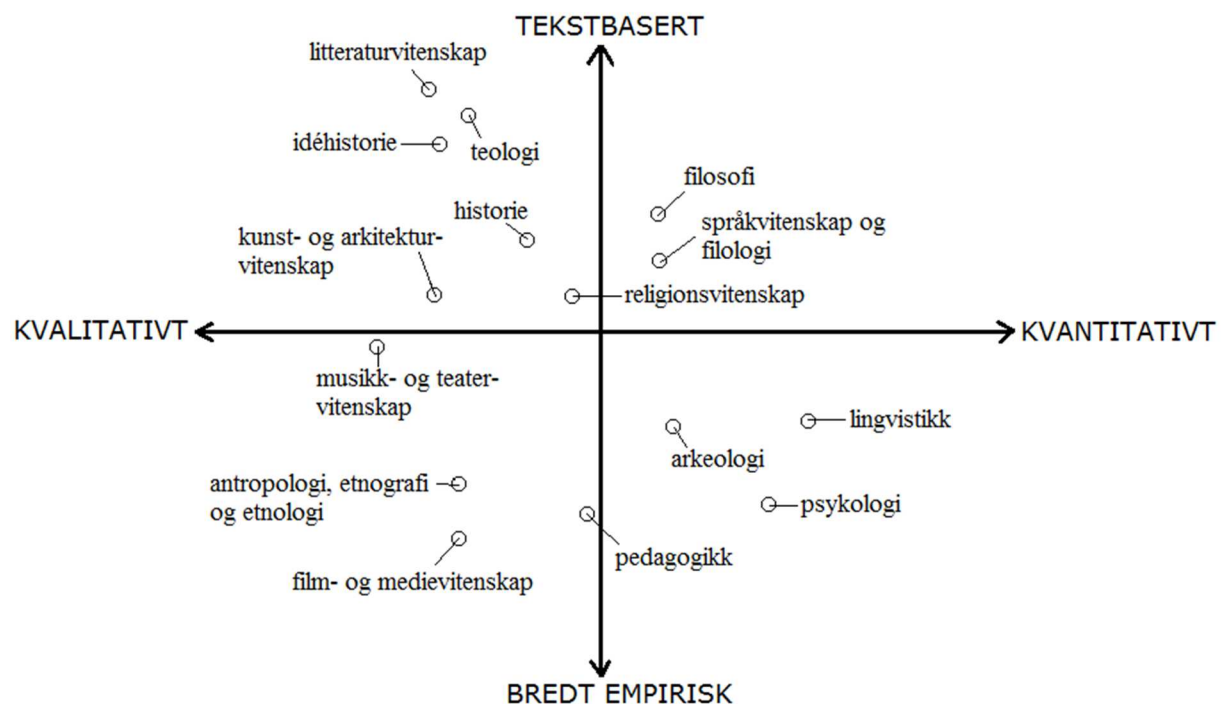 TEKSTBASERT
litteraturvitenskap
idéhistorie
teologi
filosofi
historie
språkvitenskap og
filologi
kunst- og arkitektur-
vitenskap
religionsvitenskap
KVALITATIVT
KVANTITATIVT
musikk- og teater-
vitenskap
lingvistikk
arkeologi
antropologi, etnografi
og etnologi
psykologi
pedagogikk
film- og medievitenskap
BREDT EMPIRISK